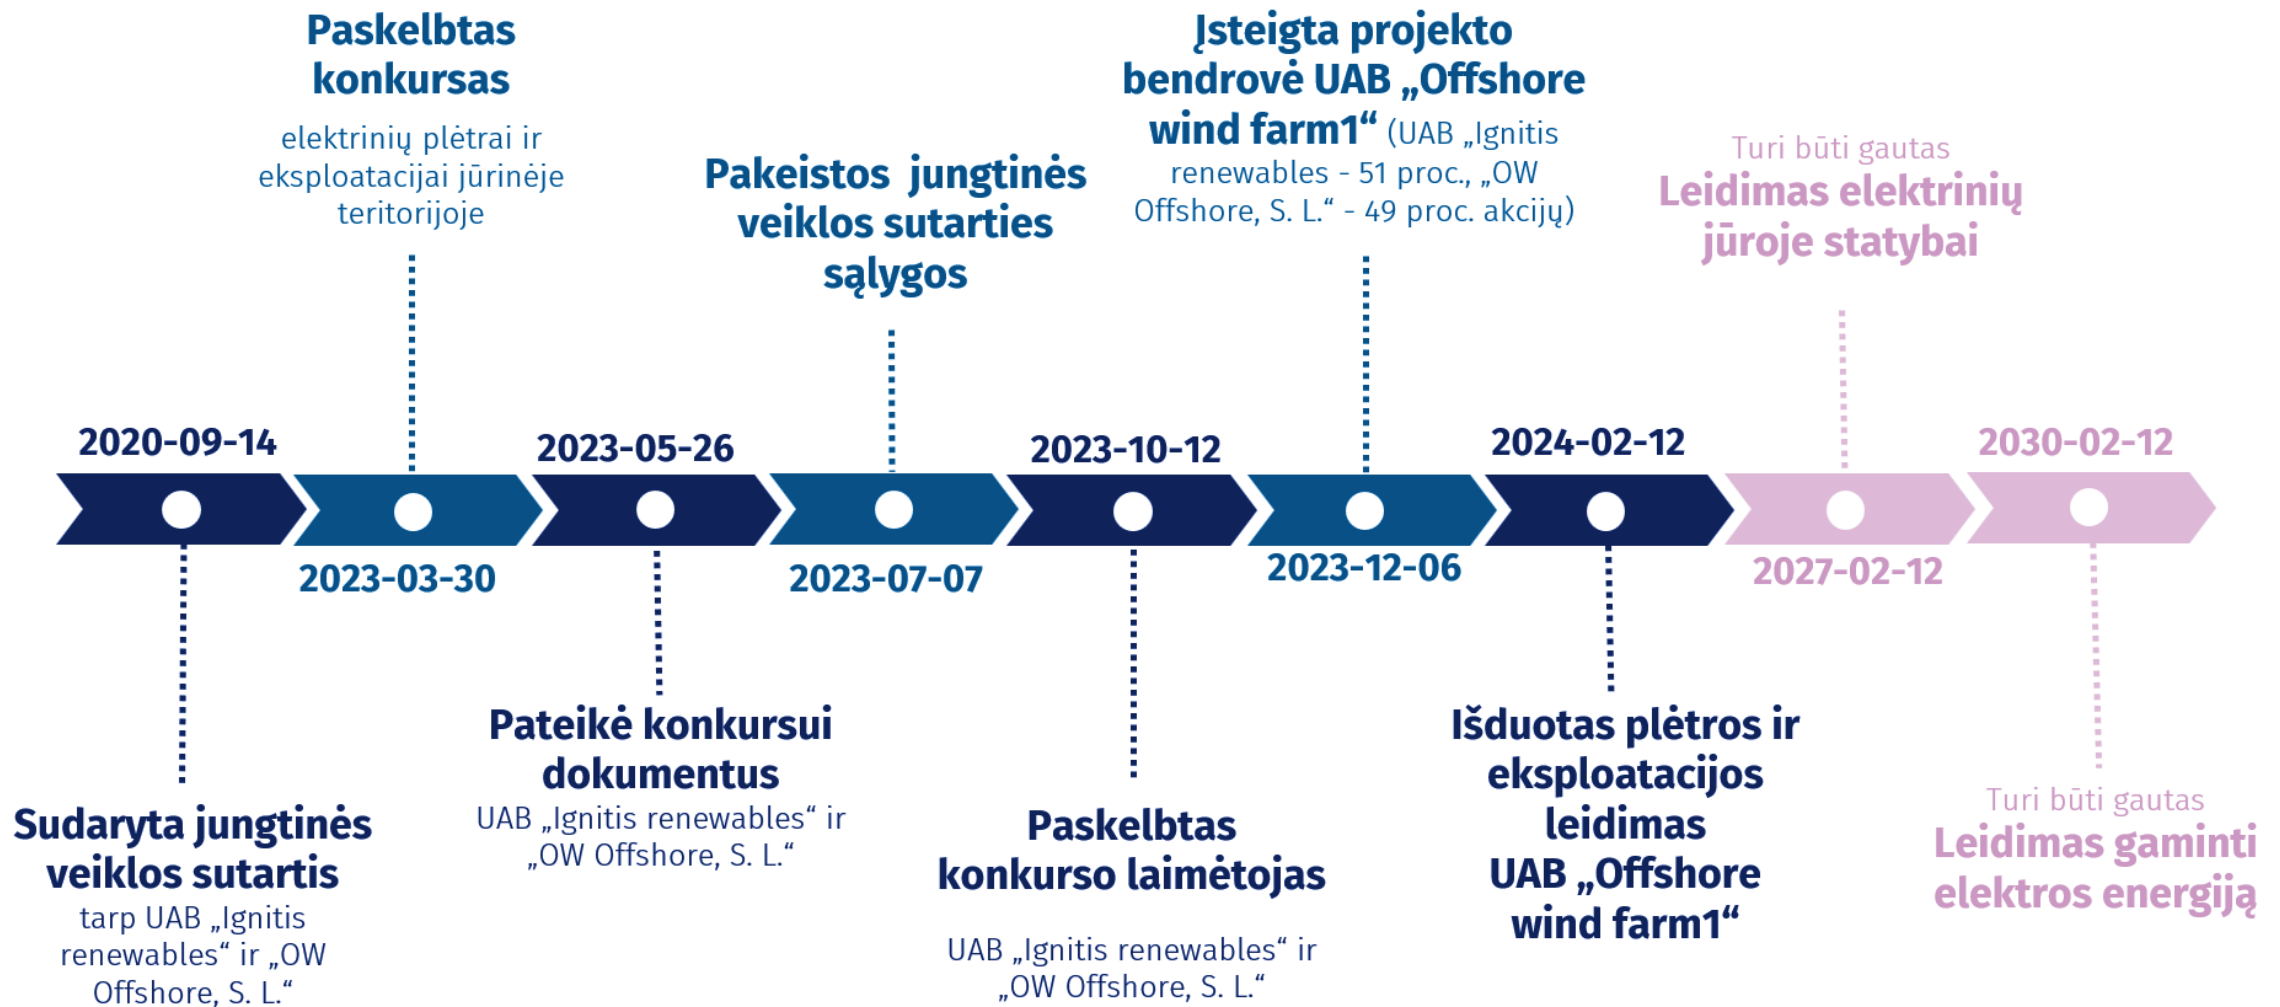 Paskelbtas
konkursas
elektrinių plėtrai ir
eksploatacijai jūrinėje
teritorijoje
Pakeistos jungtinės
veiklos sutarties
sąlygos
Įsteigta projekto
bendrovė UAB „Offshore
wind farm1“ (UAB „Ignitis
renewables - 51 proc., „OW
Offshore, S. L.“ - 49 proc. akcijų)
Turi būti gautas
Leidimas elektrinių
jūroje statybai
2020-09-14
2023-03-30
2023-05-26
2023-07-07
2023-10-12
2023-12-06
2024-02-12
2027-02-12
2030-02-12
Sudaryta jungtinės
veiklos sutartis
tarp UAB „Ignitis
renewables“ ir „OW
Offshore, S. L.“
Pateikė konkursui
dokumentus
UAB „Ignitis renewables“ ir
„OW Offshore, S. L.“
Paskelbtas
konkurso laimėtojas
UAB „Ignitis renewables“ ir
„OW Offshore, S. L.“
Išduotas plėtros ir
eksploatacijos
leidimas
UAB „Offshore
wind farm1“
Turi būti gautas
Leidimas gaminti
elektros energiją